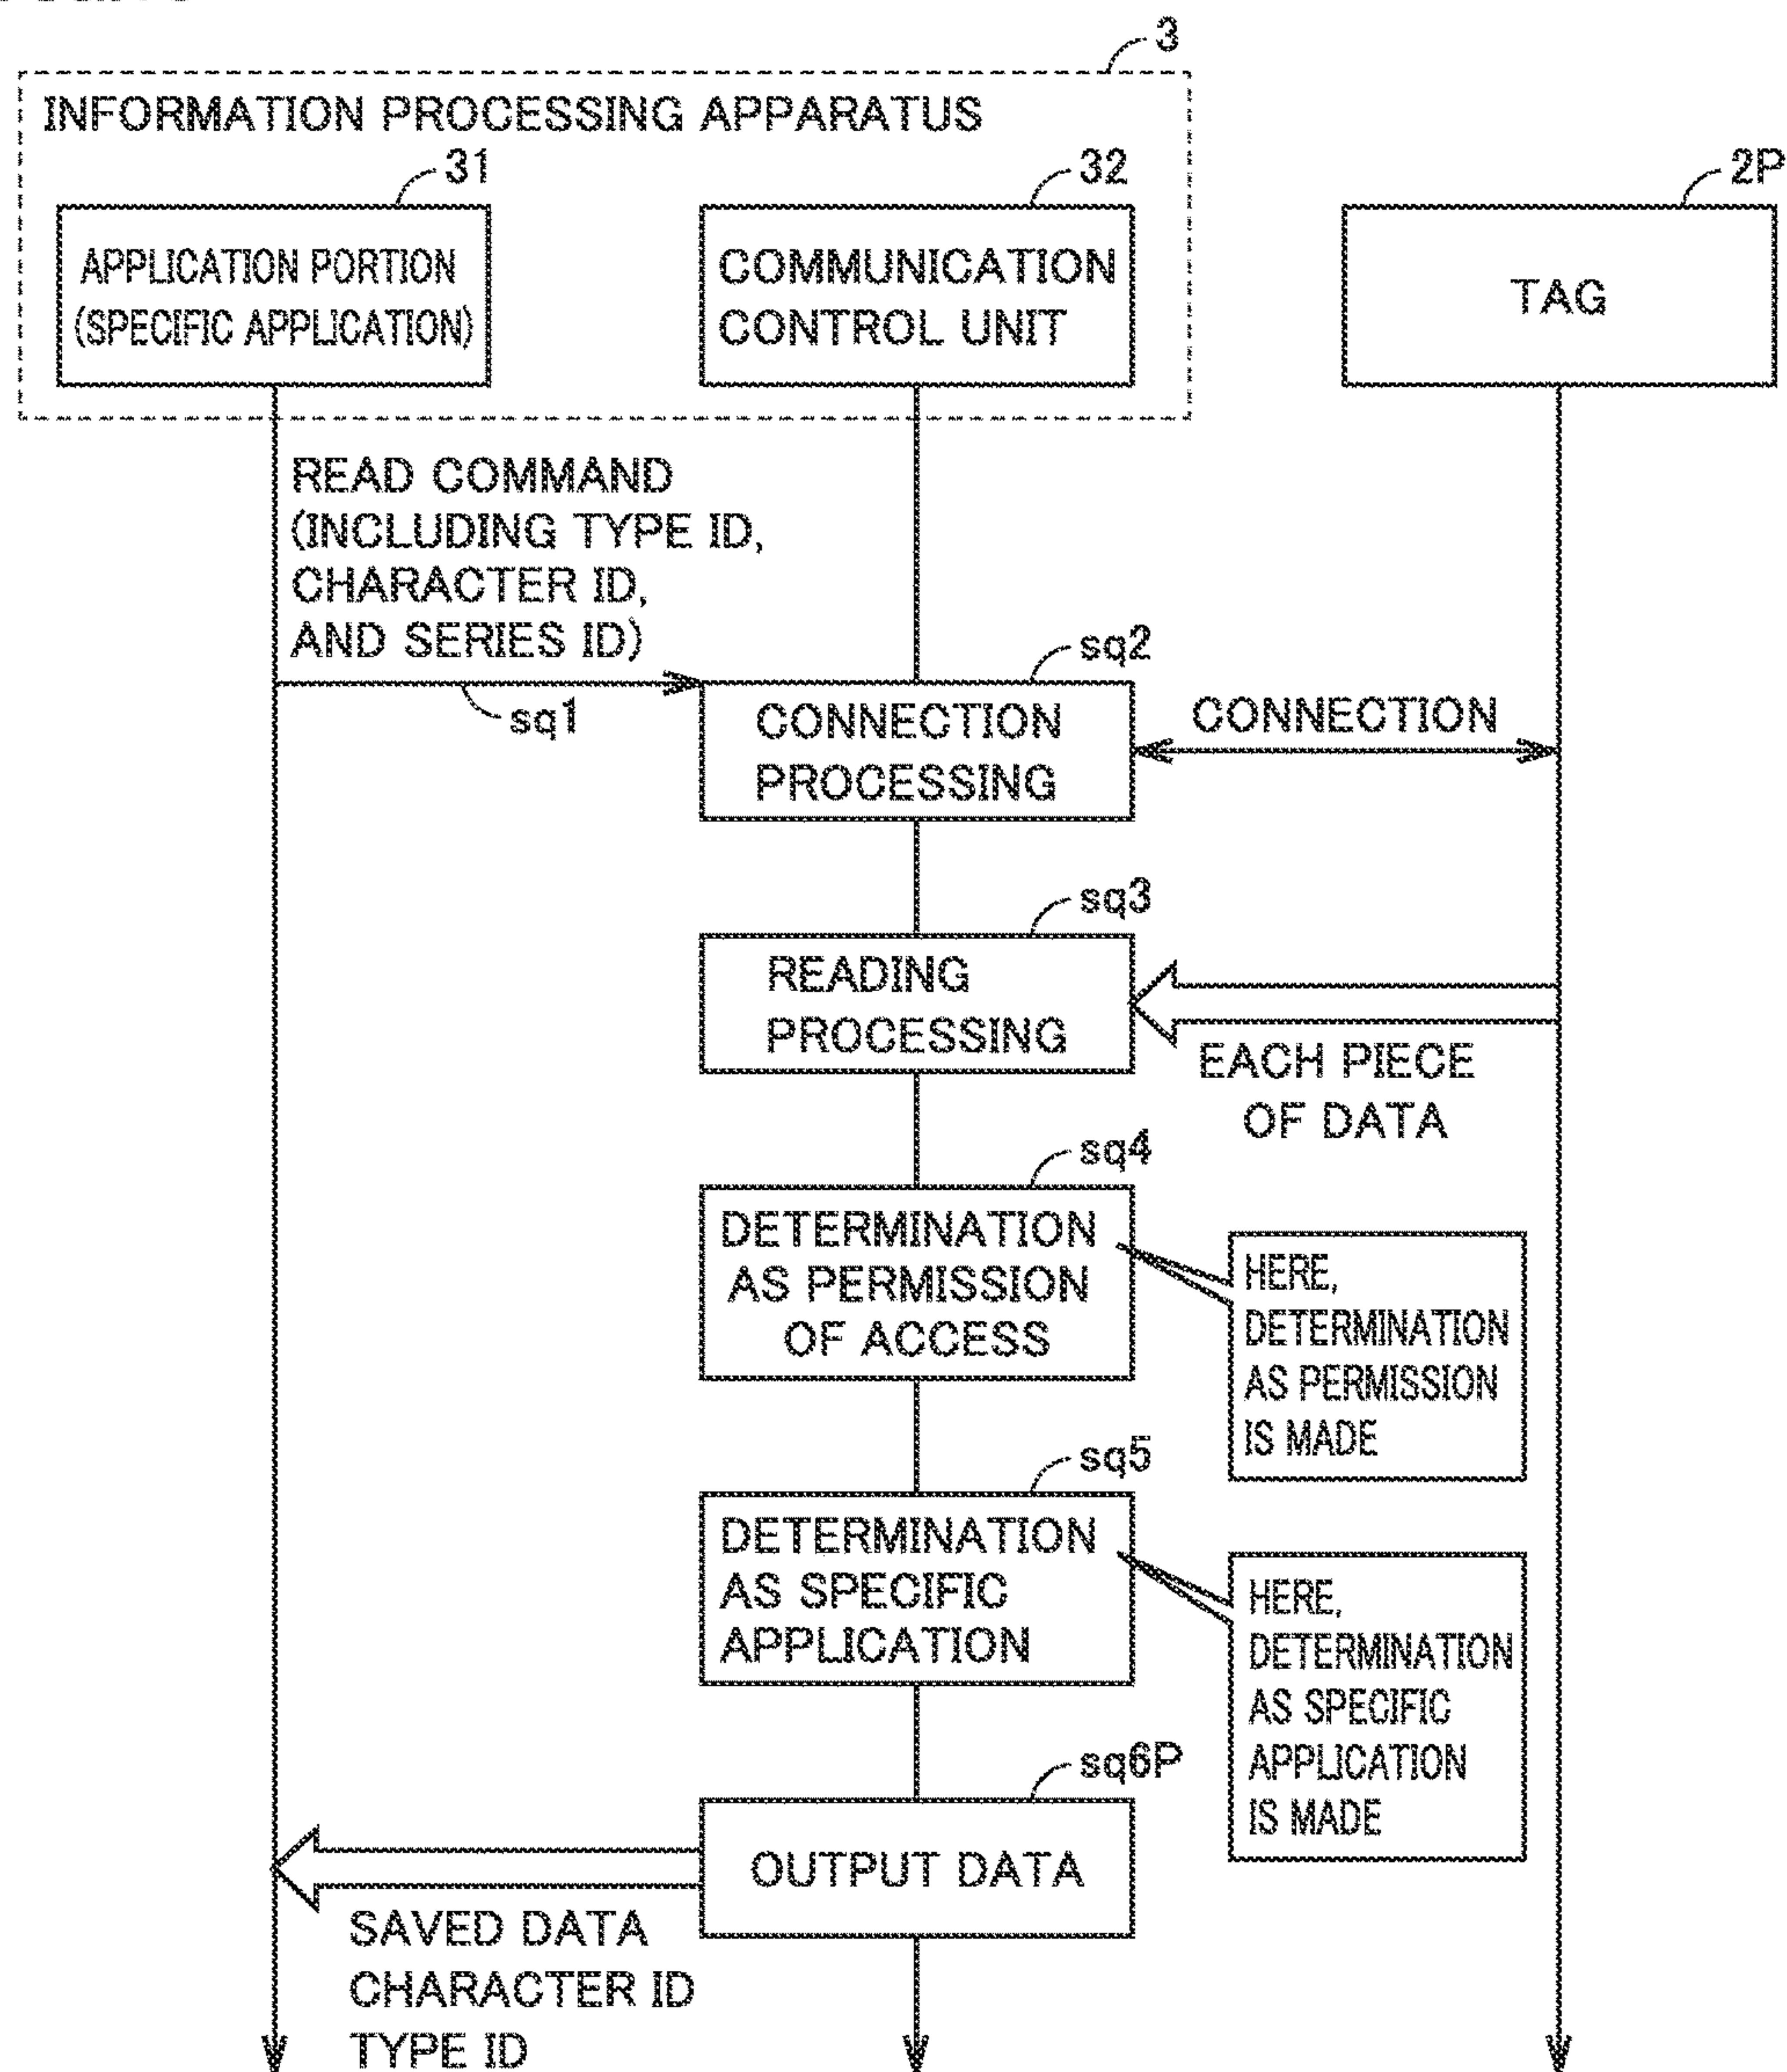 3
INFORMATION PROCESSING APPARATUS
31
32
2P
APPLICATION PORTION
(SPECIFIC APPLICATION)
COMMUNICATION
CONTROL UNIT
TAG
READ COMMAND
(INCLUDING TYPE ID,
CHARACTER ID,
AND SERIES ID)
sq1
sq2
CONNECTION
PROCESSING
CONNECTION
sq3
READING
PROCESSING
EACH PIECE
OF DATA
sq4
DETERMINATION
AS PERMISSION
OF ACCESS
HERE,
DETERMINATION
AS PERMISSION
IS MADE
sq5
DETERMINATION
AS SPECIFIC
APPLICATION
HERE,
DETERMINATION
AS SPECIFIC
APPLICATION
IS MADE
sq6P
OUTPUT DATA
SAVED DATA
CHARACTER ID
TYPE ID